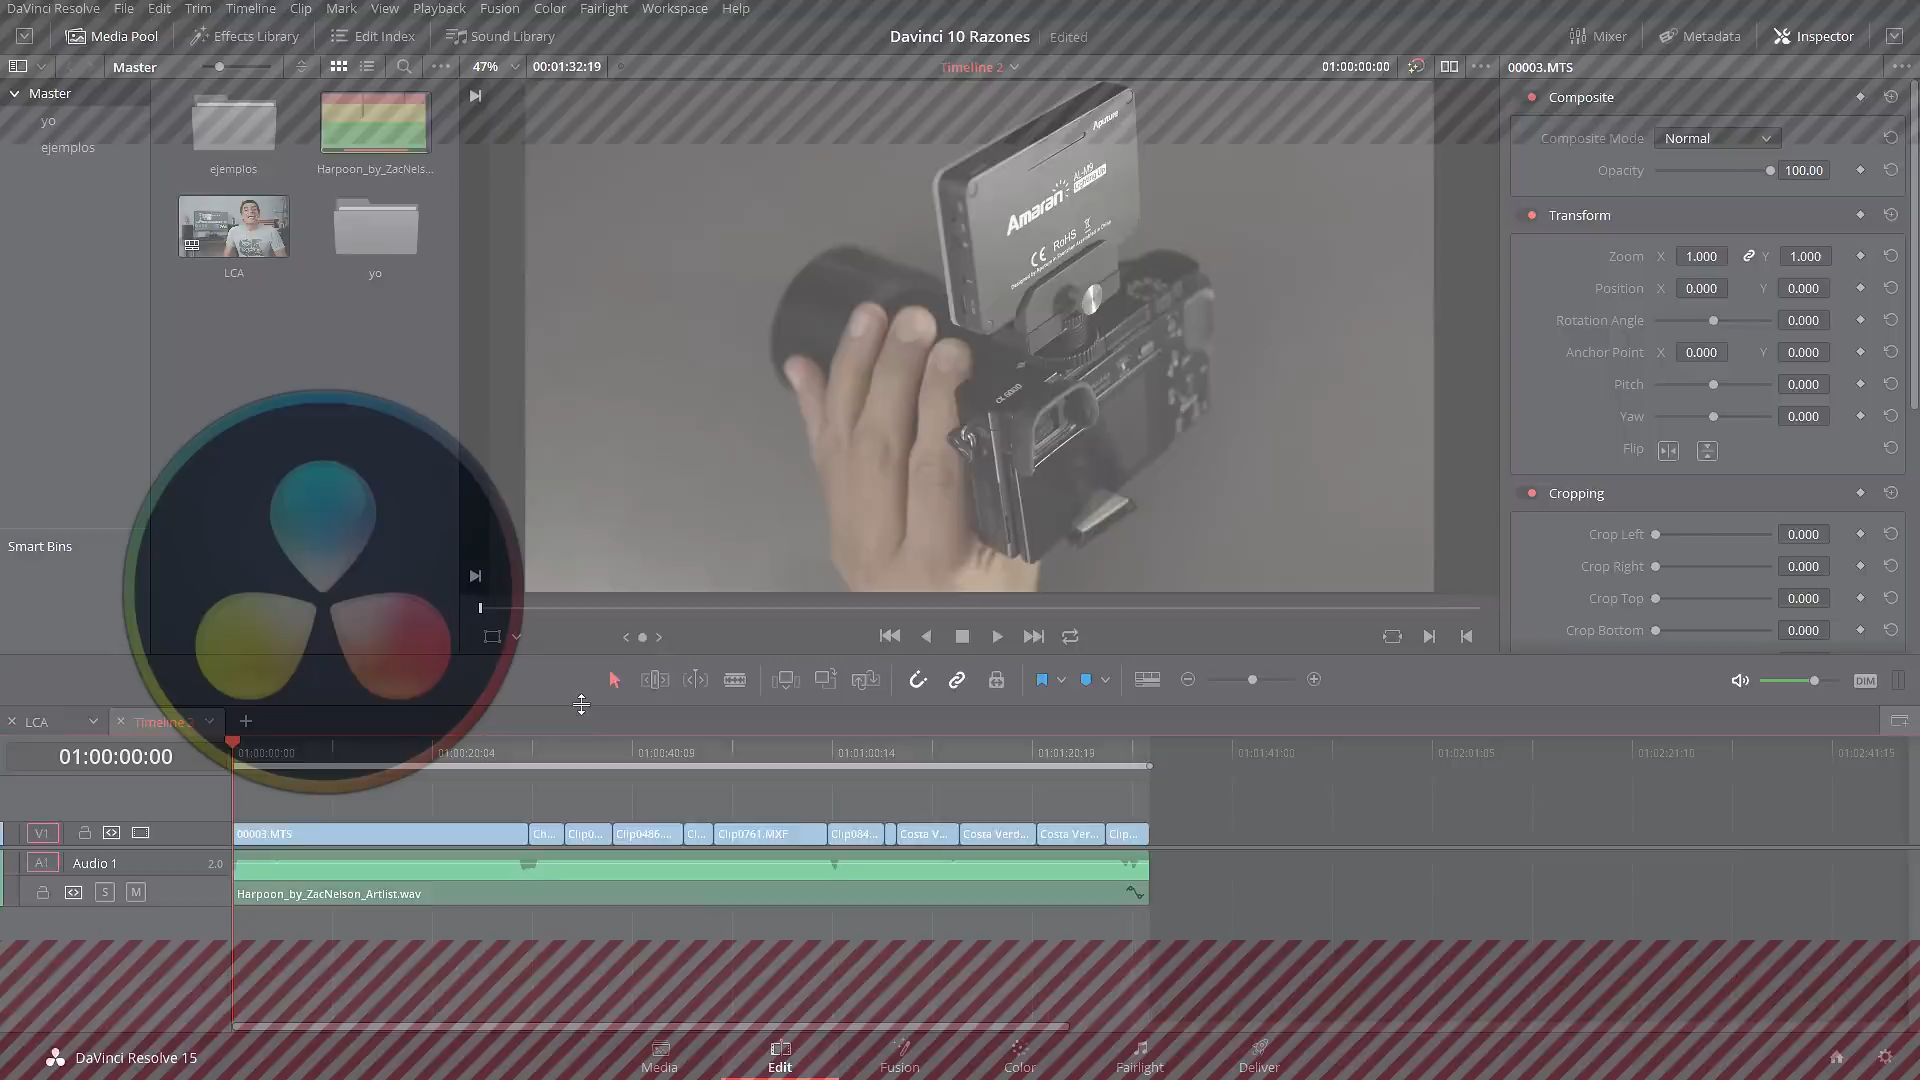 DaVinci Resolve File Edit Trim Timeline Clip Mark View Playback Fusion Color Fairlight Workspace Help
Media Pool Effects Library Edit Index Sound Library Davinci 10 Razones Edited Mixer Metadata Inspector
Master 47% 00:01:32:19 Timeline 2 01:00:00:00 00003.MTS
Master
yo
ejemplos
ejemplos Harpoon_by_ZacNels...
LCA yo
Smart Bins
Aputure
AL-M9
Lighting Up
Amaran
CE RoHS
α6000
Composite
Composite Mode Normal
Opacity 100.00
Transform
Zoom X 1.000 Y 1.000
Position X 0.000 Y 0.000
Rotation Angle 0.000
Anchor Point X 0.000 Y 0.000
Pitch 0.000
Yaw 0.000
Flip
Cropping
Crop Left 0.000
Crop Right 0.000
Crop Top 0.000
Crop Bottom 0.000
DIM
LCA Timeline 2
01:00:00:00 01:00:00:00 01:00:20:04 01:00:40:09 01:01:00:14 01:01:20:19 01:01:41:00 01:02:01:05 01:02:21:10 01:02:41:15
V1 00003.MTS Ch... Clip0... Clip0486.... Cl... Clip0761.MXF Clip084... Costa V... Costa Verd... Costa Ver... Clip...
A1 Audio 1 2.0
S M Harpoon_by_ZacNelson_Artlist.wav
DaVinci Resolve 15 Media Edit Fusion Color Fairlight Deliver